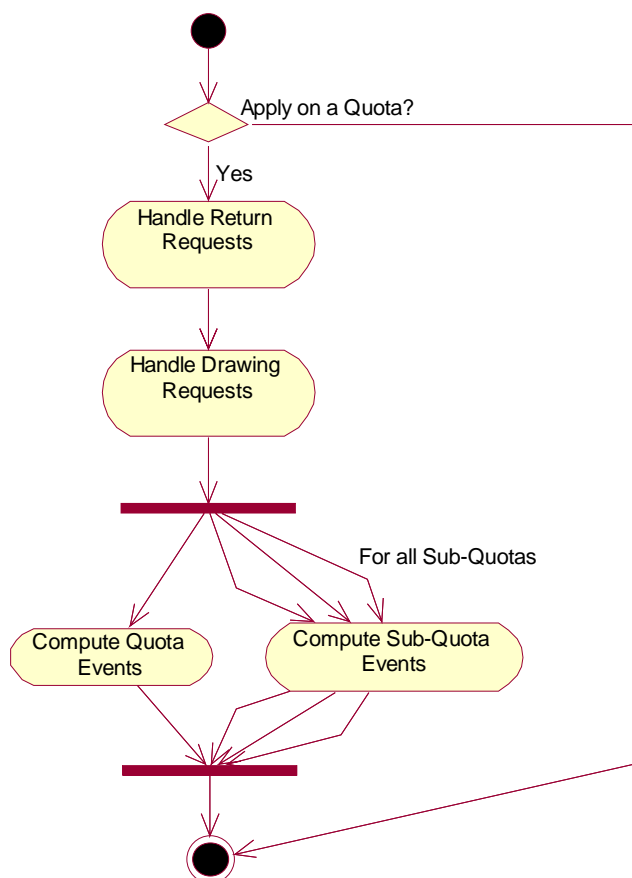 Apply on a Quota?
Yes
Handle Return
Requests
Handle Drawing
Requests
For all Sub-Quotas
Compute Quota
Events
Compute Sub-Quota
Events